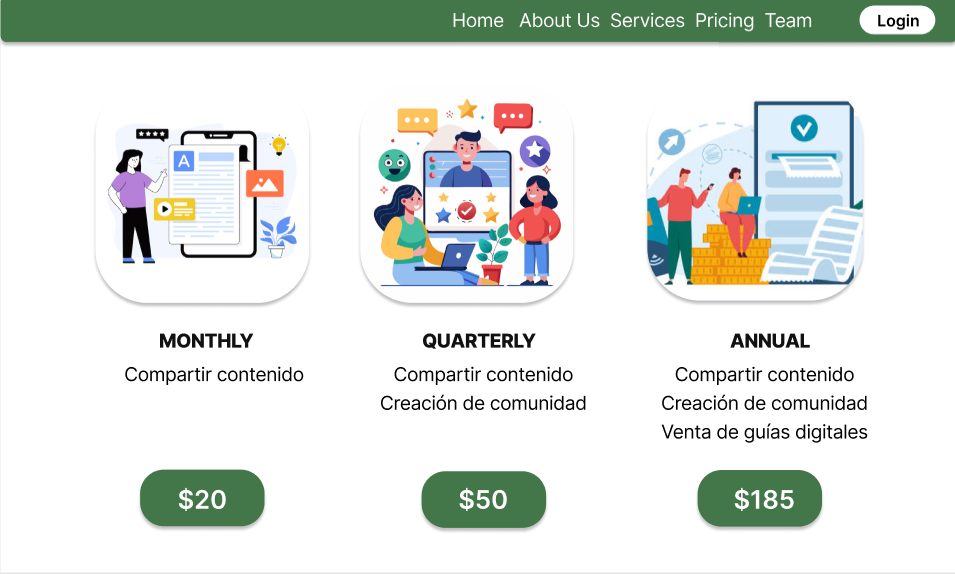 Home About Us Services Pricing Team Login
A
MONTHLY QUARTERLY ANNUAL
Compartir contenido Compartir contenido Compartir contenido
Creación de comunidad Creación de comunidad
Venta de guías digitales
$20 $50 $185